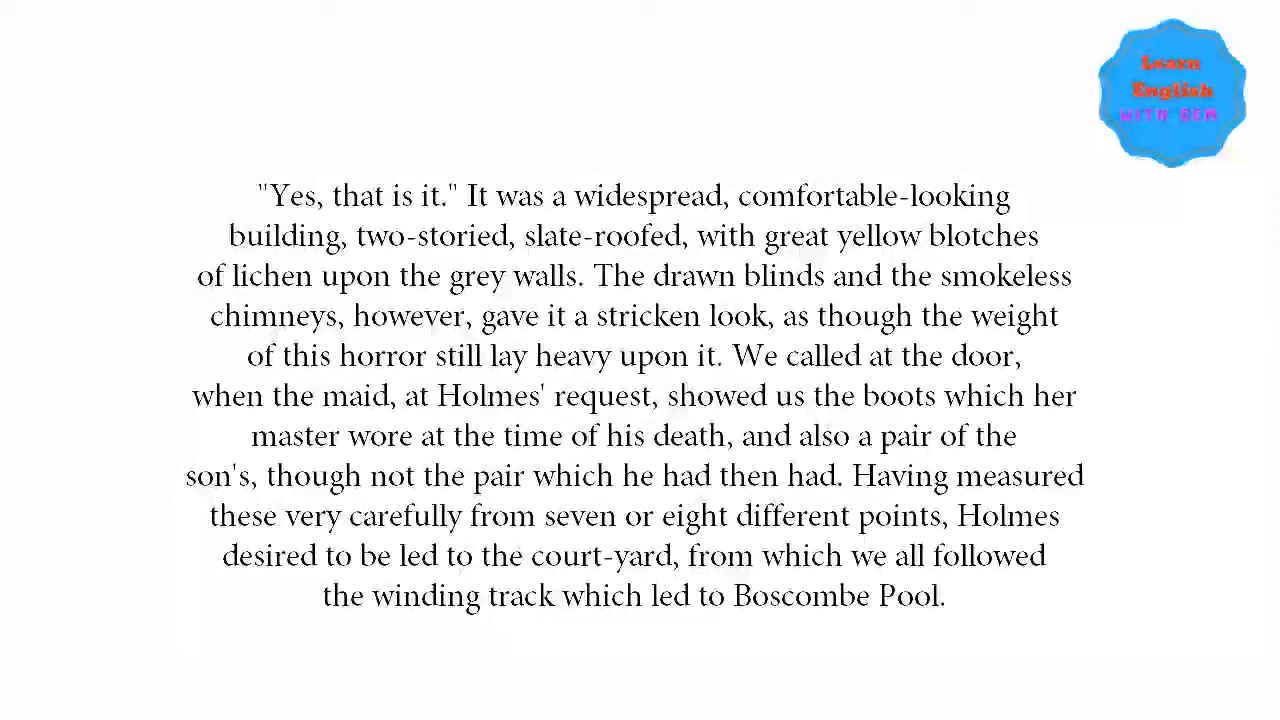 Learn
English
WITH GEM
"Yes, that is it." It was a widespread, comfortable-looking
building, two-storied, slate-roofed, with great yellow blotches
of lichen upon the grey walls. The drawn blinds and the smokeless
chimneys, however, gave it a stricken look, as though the weight
of this horror still lay heavy upon it. We called at the door,
when the maid, at Holmes' request, showed us the boots which her
master wore at the time of his death, and also a pair of the
son's, though not the pair which he had then had. Having measured
these very carefully from seven or eight different points, Holmes
desired to be led to the court-yard, from which we all followed
the winding track which led to Boscombe Pool.